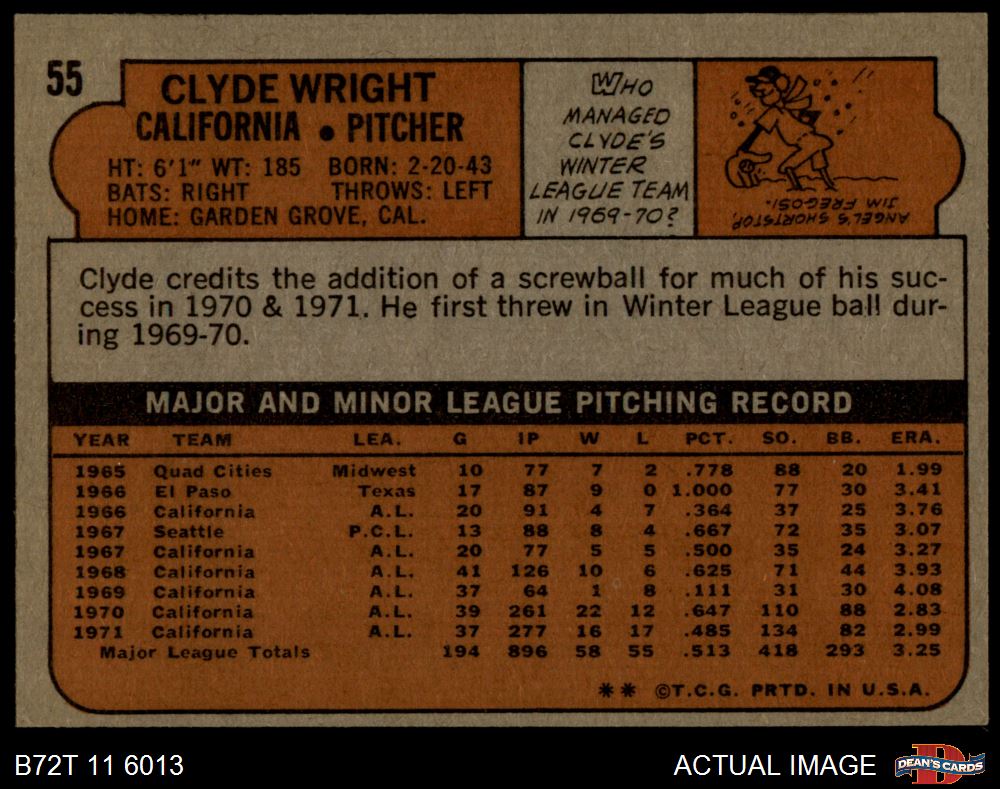 55
CLYDE WRIGHT
CALIFORNIA • PITCHER
HT: 6'1" WT: 185 BORN: 2-20-43
BATS: RIGHT THROWS: LEFT
HOME: GARDEN GROVE, CAL.
WHO
MANAGED
CLYDE'S
WINTER
LEAGUE TEAM
IN 1969-70?
ANGEL'S SHORTSTOP,
JIM FREGOSI.
Clyde credits the addition of a screwball for much of his suc-
cess in 1970 & 1971. He first threw in Winter League ball dur-
ing 1969-70.
MAJOR AND MINOR LEAGUE PITCHING RECORD
YEAR TEAM LEA. G IP W L PCT. SO. BB. ERA.
1965 Quad Cities Midwest 10 77 7 2 .778 88 20 1.99
1966 El Paso Texas 17 87 9 0 1.000 77 30 3.41
1966 California A.L. 20 91 4 7 .364 37 25 3.76
1967 Seattle P.C.L. 13 88 8 4 .667 72 35 3.07
1967 California A.L. 20 77 5 5 .500 35 24 3.27
1968 California A.L. 41 126 10 6 .625 71 44 3.93
1969 California A.L. 37 64 1 8 .111 31 30 4.08
1970 California A.L. 39 261 22 12 .647 110 88 2.83
1971 California A.L. 37 277 16 17 .485 134 82 2.99
Major League Totals 194 896 58 55 .513 418 293 3.25
** ©T.C.G. PRTD. IN U.S.A.
B72T 11 6013
ACTUAL IMAGE
DEAN'S CARDS